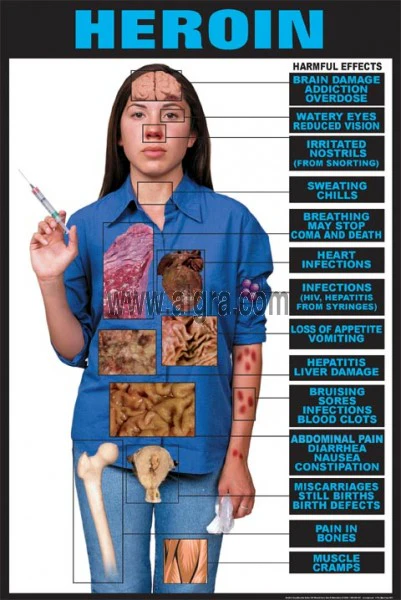 HEROIN
HARMFUL EFFECTS
BRAIN DAMAGE
ADDICTION
OVERDOSE
WATERY EYES
REDUCED VISION
IRRITATED
NOSTRILS
(FROM SNORTING)
SWEATING
CHILLS
BREATHING
MAY STOP
COMA AND DEATH
HEART
INFECTIONS
INFECTIONS
(HIV, HEPATITIS
FROM SYRINGES)
LOSS OF APPETITE
VOMITING
HEPATITIS
LIVER DAMAGE
BRUISING
SORES
INFECTIONS
BLOOD CLOTS
ABDOMINAL PAIN
DIARRHEA
NAUSEA
CONSTIPATION
MISCARRIAGES
STILL BIRTHS
BIRTH DEFECTS
PAIN IN
BONES
MUSCLE
CRAMPS